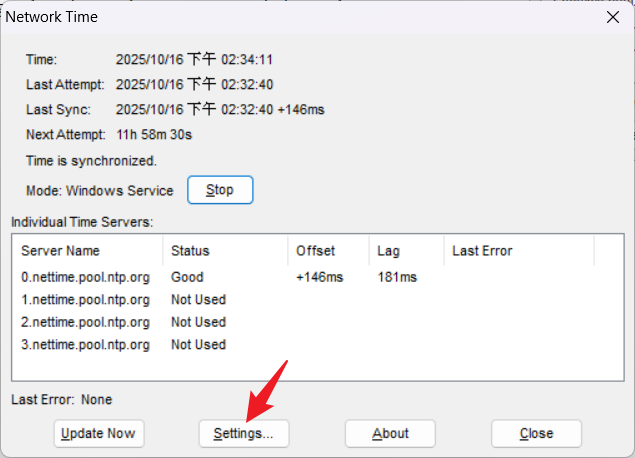 Network Time
Time: 2025/10/16 下午 02:34:11
Last Attempt: 2025/10/16 下午 02:32:40
Last Sync: 2025/10/16 下午 02:32:40 +146ms
Next Attempt: 11h 58m 30s
Time is synchronized.
Mode: Windows Service Stop
Individual Time Servers:
Server Name Status Offset Lag Last Error
0.nettime.pool.ntp.org Good +146ms 181ms
1.nettime.pool.ntp.org Not Used
2.nettime.pool.ntp.org Not Used
3.nettime.pool.ntp.org Not Used
Last Error: None
Update Now Settings... About Close